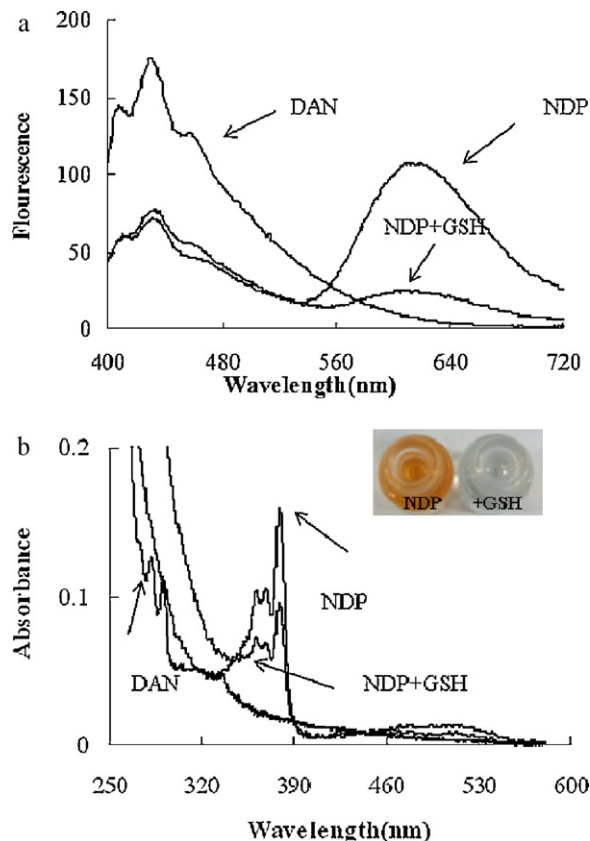 a
200
150
100
50
0
Flourescence
DAN
NDP
NDP+GSH
400 480 560 640 720
Wavelength(nm)
b
0.2
0.1
0
Absorbance
NDP +GSH
NDP
DAN
NDP+GSH
250 320 390 460 530 600
Wavelength(nm)